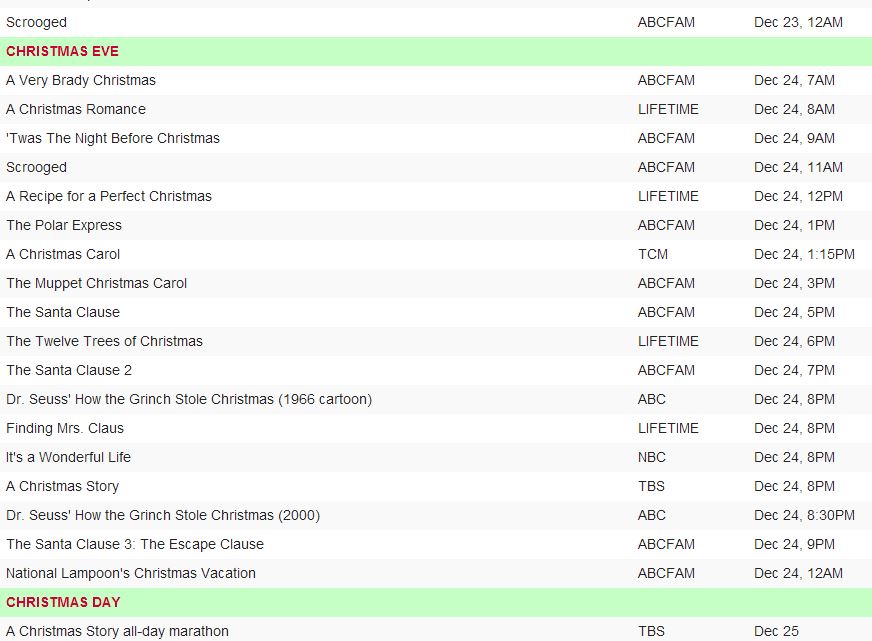 Scrooged ABCFAM Dec 23, 12AM
CHRISTMAS EVE
A Very Brady Christmas ABCFAM Dec 24, 7AM
A Christmas Romance LIFETIME Dec 24, 8AM
'Twas The Night Before Christmas ABCFAM Dec 24, 9AM
Scrooged ABCFAM Dec 24, 11AM
A Recipe for a Perfect Christmas LIFETIME Dec 24, 12PM
The Polar Express ABCFAM Dec 24, 1PM
A Christmas Carol TCM Dec 24, 1:15PM
The Muppet Christmas Carol ABCFAM Dec 24, 3PM
The Santa Clause ABCFAM Dec 24, 5PM
The Twelve Trees of Christmas LIFETIME Dec 24, 6PM
The Santa Clause 2 ABCFAM Dec 24, 7PM
Dr. Seuss' How the Grinch Stole Christmas (1966 cartoon) ABC Dec 24, 8PM
Finding Mrs. Claus LIFETIME Dec 24, 8PM
It's a Wonderful Life NBC Dec 24, 8PM
A Christmas Story TBS Dec 24, 8PM
Dr. Seuss' How the Grinch Stole Christmas (2000) ABC Dec 24, 8:30PM
The Santa Clause 3: The Escape Clause ABCFAM Dec 24, 9PM
National Lampoon's Christmas Vacation ABCFAM Dec 24, 12AM
CHRISTMAS DAY
A Christmas Story all-day marathon TBS Dec 25